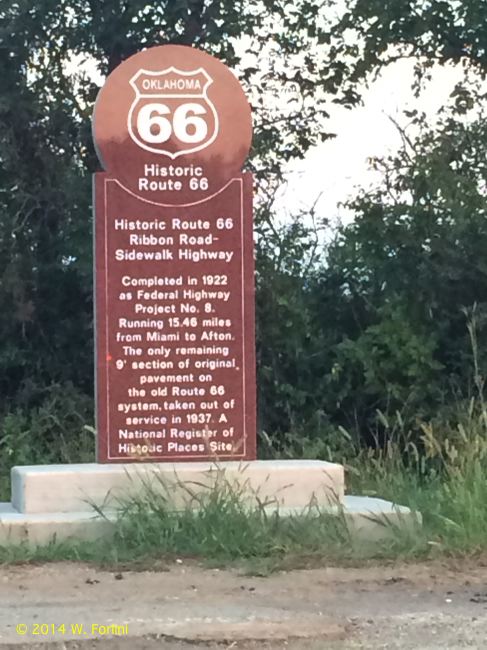 OKLAHOMA
66
Historic
Route 66
Historic Route 66
Ribbon Road-
Sidewalk Highway
Completed in 1922
as Federal Highway
Project No. 8.
Running 15.46 miles
from Miami to Afton.
The only remaining
9' section of original
pavement on
the old Route 66
system, taken out of
service in 1937. A
National Register of
Historic Places Site.
© 2014 W. Fortini